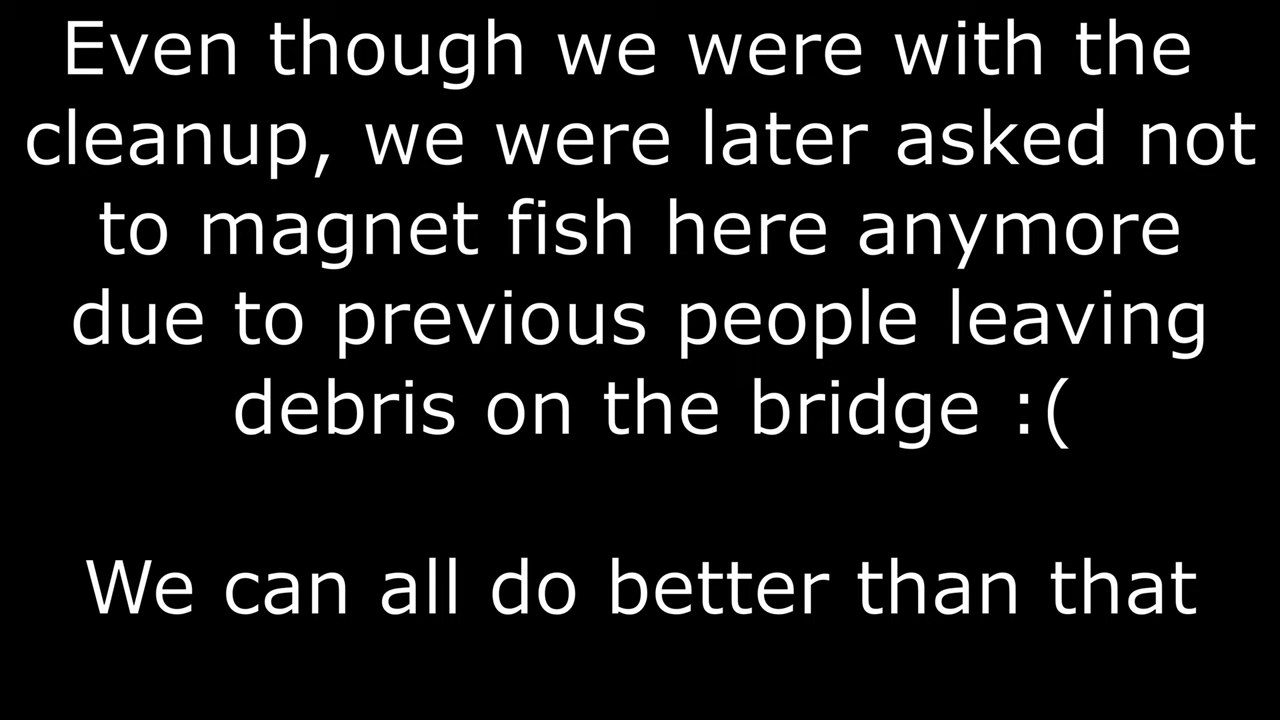 Even though we were with the
cleanup, we were later asked not
to magnet fish here anymore
due to previous people leaving
debris on the bridge :(
We can all do better than that